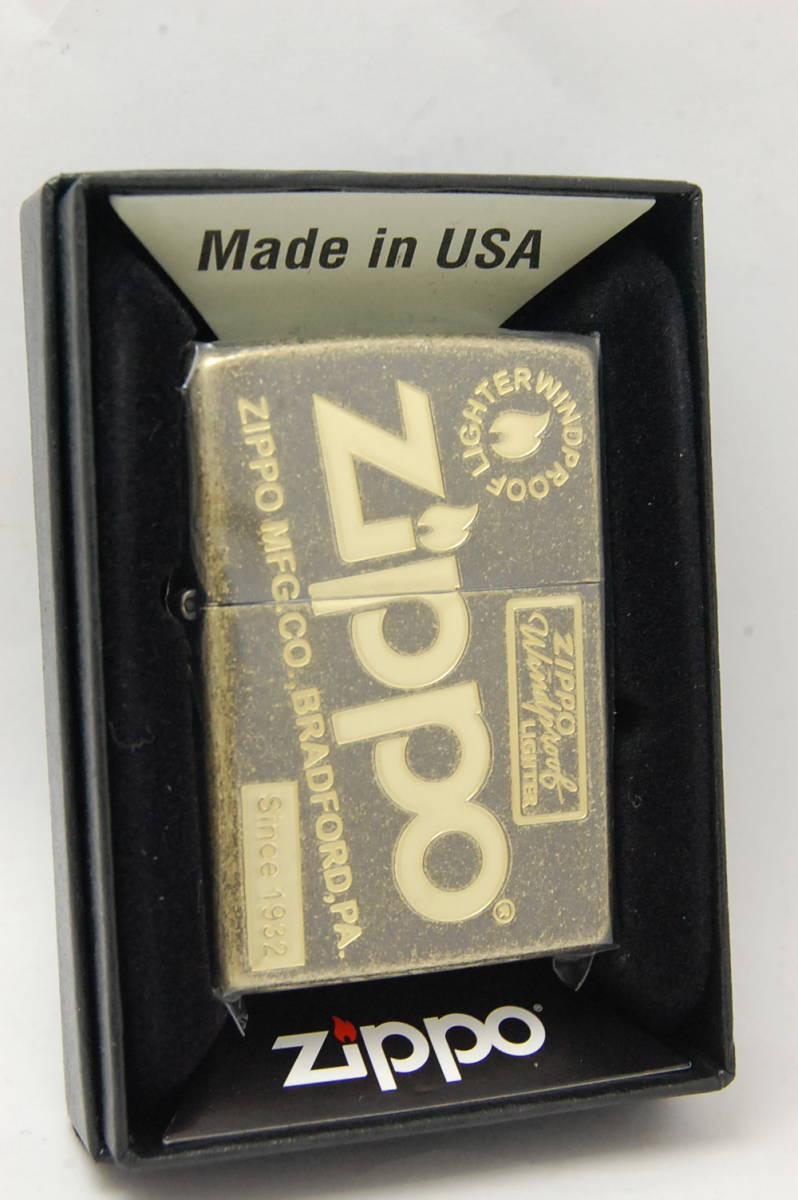 Made in USA
LIGHTER WINDPROOF
ZIPPO
Windproof
LIGHTER
Zippo®
ZIPPO MFG.CO.,BRADFORD,PA.
Since 1932
zippo®